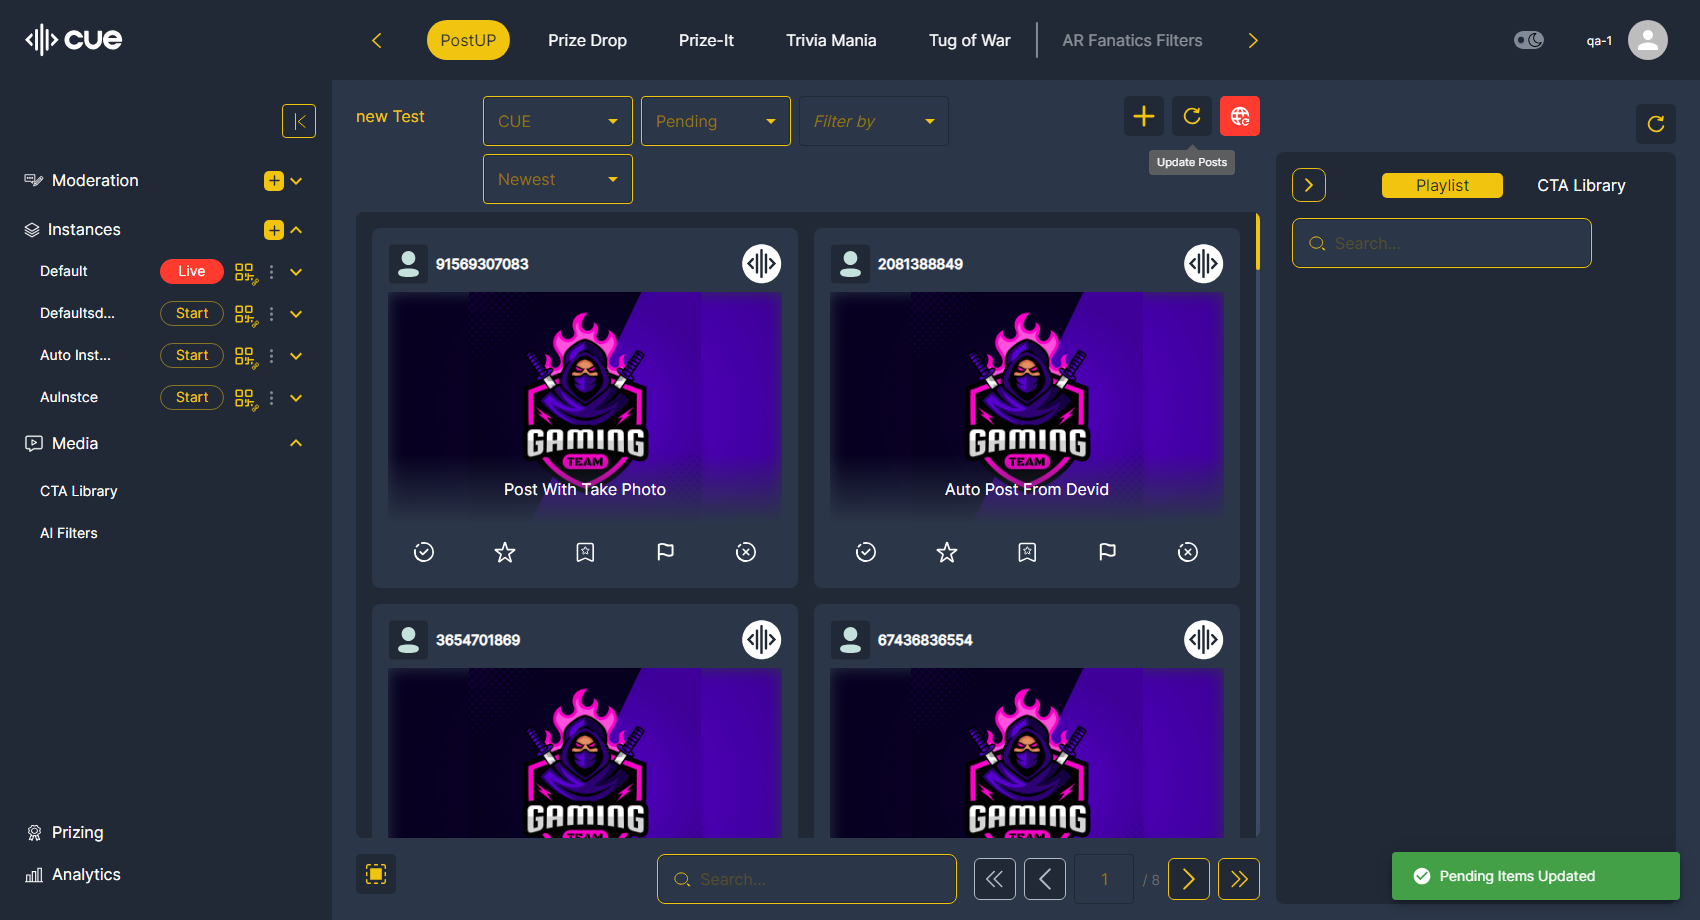 cue
PostUP
Prize Drop
Prize-It
Trivia Mania
Tug of War
AR Fanatics Filters
qa-1
Moderation
Instances
Default
Live
Defaultsd...
Start
Auto Inst...
Start
AuInstce
Start
Media
CTA Library
AI Filters
Prizing
Analytics
new Test
CUE
Pending
Filter by
Newest
Update Posts
91569307083
GAMING
TEAM
Post With Take Photo
2081388849
GAMING
TEAM
Auto Post From Devid
3654701869
GAMING
TEAM
67436836554
GAMING
TEAM
Search...
1
/ 8
Playlist
CTA Library
Search...
Pending Items Updated